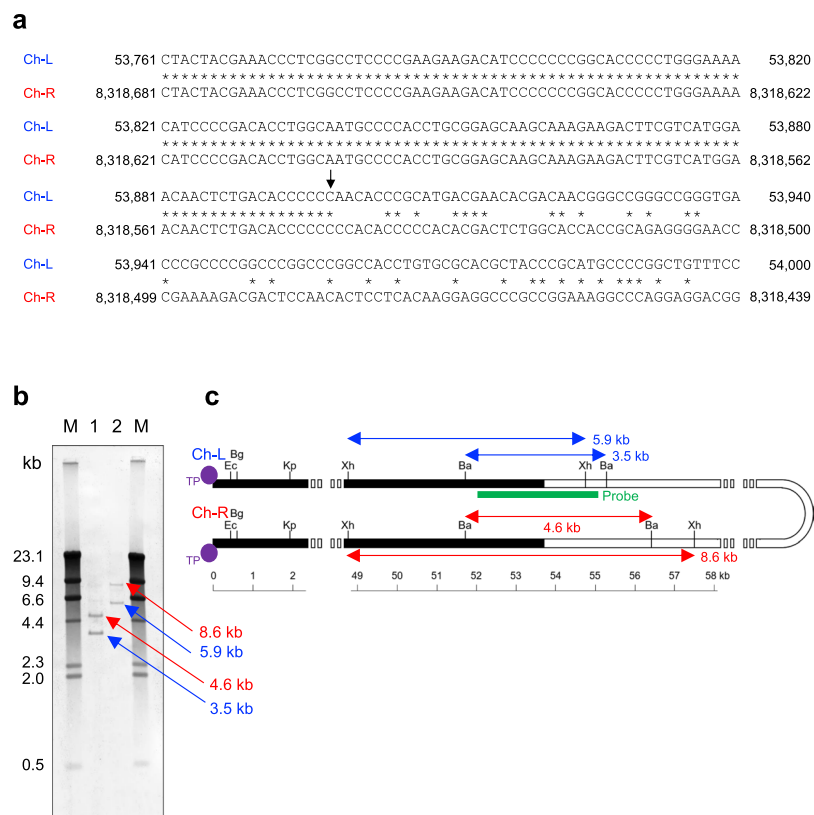 a
Ch-L 53,761 CTACTACGAAACCCTCGGCCTCCCCGAAGAAGACATCCCCCCCGGCACCCCCTGGGAAAA 53,820
************************************************************
Ch-R 8,318,681 CTACTACGAAACCCTCGGCCTCCCCGAAGAAGACATCCCCCCCGGCACCCCCTGGGAAAA 8,318,622
Ch-L 53,821 CATCCCCGACACCTGGCAATGCCCCACCTGCGGAGCAAGCAAAGAAGACTTCGTCATGGA 53,880
************************************************************
Ch-R 8,318,621 CATCCCCGACACCTGGCAATGCCCCACCTGCGGAGCAAGCAAAGAAGACTTCGTCATGGA 8,318,562
Ch-L 53,881 ACAACTCTGACACCCCCCAACACCCGCATGACGAACACGACAACGGGCCGGGCCGGGTGA 53,940
****************** ** * **** ** * * * **
Ch-R 8,318,561 ACAACTCTGACACCCCCCCCACACCCCCACACGACTCTGGCACCACCGCAGAGGGGAACC 8,318,500
Ch-L 53,941 CCCGCCCCGGCCCGGCCCGGCCACCTGTGCGCACGCTACCCGCATGCCCCGGCTGTTTCC 54,000
* * * * * * * * ** * * * *** * *
Ch-R 8,318,499 CGAAAAGACGACTCCAACACTCCTCACAAGGAGGCCCGCCGGAAAGGCCCAGGAGGACGG 8,318,439
b
M 1 2 M
kb
23.1
9.4
6.6
4.4
2.3
2.0
0.5
8.6 kb
5.9 kb
4.6 kb
3.5 kb
c
5.9 kb
3.5 kb
Ch-L
Bg
Ec Kp Xh Ba Xh Ba
TP
Probe
Ch-R
Bg
4.6 kb
Ec Kp Xh Ba Ba Xh
TP
8.6 kb
0 1 2 49 50 51 52 53 54 55 56 57 58 kb